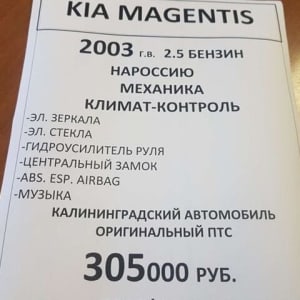 KIA MAGENTIS
2003 г.в. 2.5 БЕНЗИН
НАРОССИЮ
МЕХАНИКА
КЛИМАТ-КОНТРОЛЬ
-ЭЛ. ЗЕРКАЛА
-ЭЛ. СТЕКЛА
-ГИДРОУСИЛИТЕЛЬ РУЛЯ
-ЦЕНТРАЛЬНЫЙ ЗАМОК
-ABS. ESP. AIRBAG
-МУЗЫКА
КАЛИНИНГРАДСКИЙ АВТОМОБИЛЬ
ОРИГИНАЛЬНЫЙ ПТС
305000 РУБ.